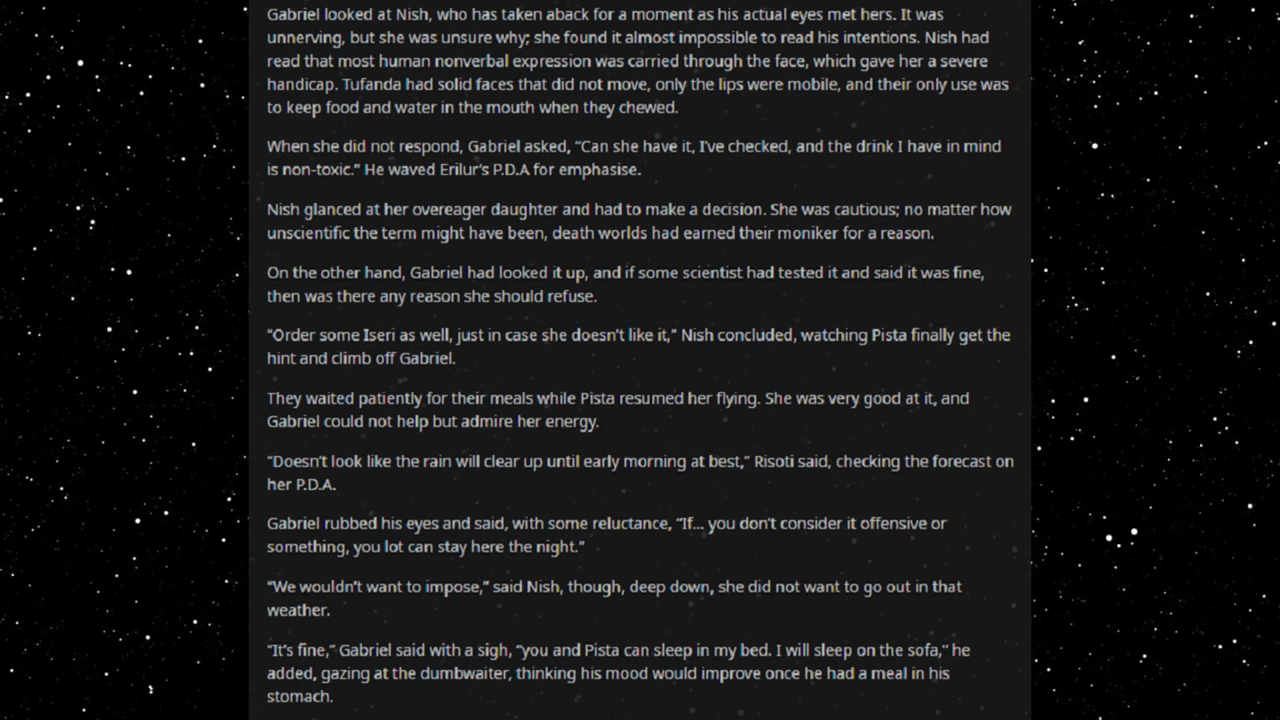 Gabriel looked at Nish, who has taken aback for a moment as his actual eyes met hers. It was
unnerving, but she was unsure why; she found it almost impossible to read his intentions. Nish had
read that most human nonverbal expression was carried through the face, which gave her a severe
handicap. Tufanda had solid faces that did not move, only the lips were mobile, and their only use was
to keep food and water in the mouth when they chewed.
When she did not respond, Gabriel asked, “Can she have it, I’ve checked, and the drink I have in mind
is non-toxic.” He waved Erilur’s P.D.A for emphasise.
Nish glanced at her overeager daughter and had to make a decision. She was cautious; no matter how
unscientific the term might have been, death worlds had earned their moniker for a reason.
On the other hand, Gabriel had looked it up, and if some scientist had tested it and said it was fine,
then was there any reason she should refuse.
“Order some Iseri as well, just in case she doesn’t like it,” Nish concluded, watching Pista finally get the
hint and climb off Gabriel.
They waited patiently for their meals while Pista resumed her flying. She was very good at it, and
Gabriel could not help but admire her energy.
“Doesn’t look like the rain will clear up until early morning at best,” Risoti said, checking the forecast on
her P.D.A.
Gabriel rubbed his eyes and said, with some reluctance, “If... you don’t consider it offensive or
something, you lot can stay here the night.”
“We wouldn’t want to impose,” said Nish, though, deep down, she did not want to go out in that
weather.
“It’s fine,” Gabriel said with a sigh, “you and Pista can sleep in my bed. I will sleep on the sofa,” he
added, gazing at the dumbwaiter, thinking his mood would improve once he had a meal in his
stomach.